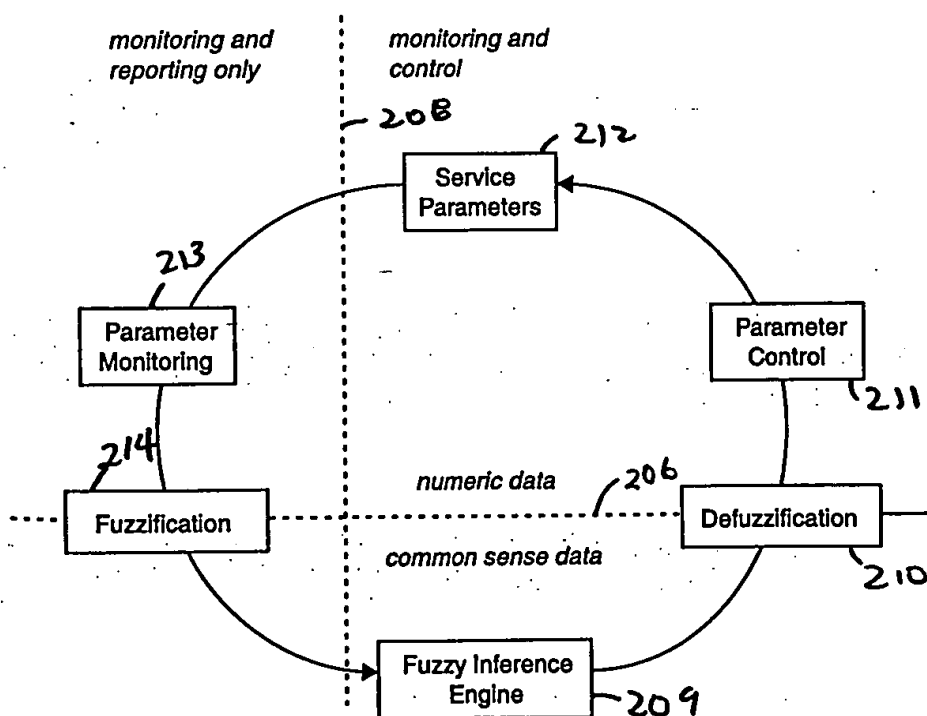 monitoring and
reporting only
monitoring and
control
208
212
Service
Parameters
213
Parameter
Monitoring
Parameter
Control
211
214
numeric data
206
Fuzzification
Defuzzification
common sense data
210
Fuzzy Inference
Engine
209